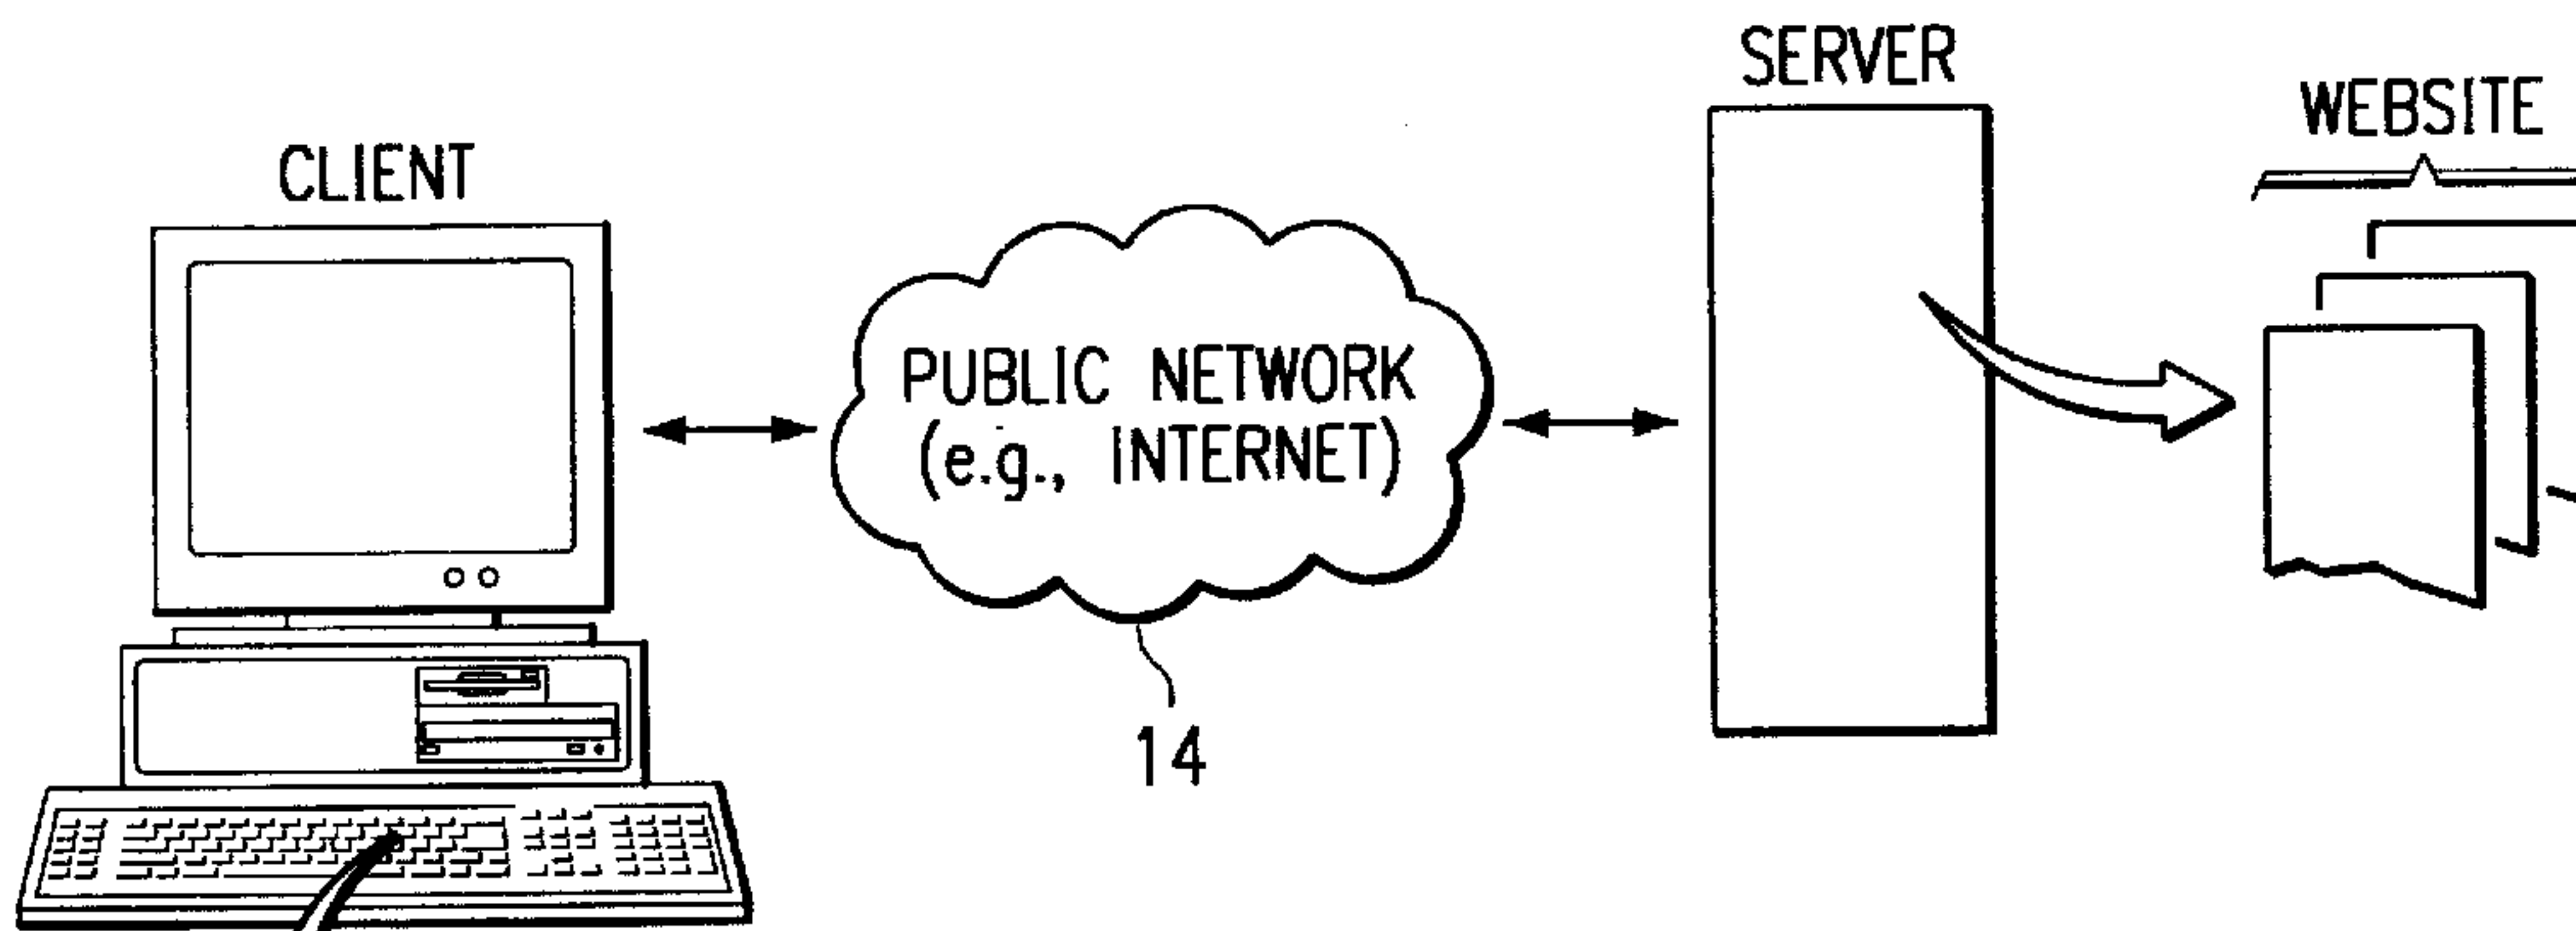 CLIENT
PUBLIC NETWORK
(e.g., INTERNET)
14
SERVER
WEBSITE